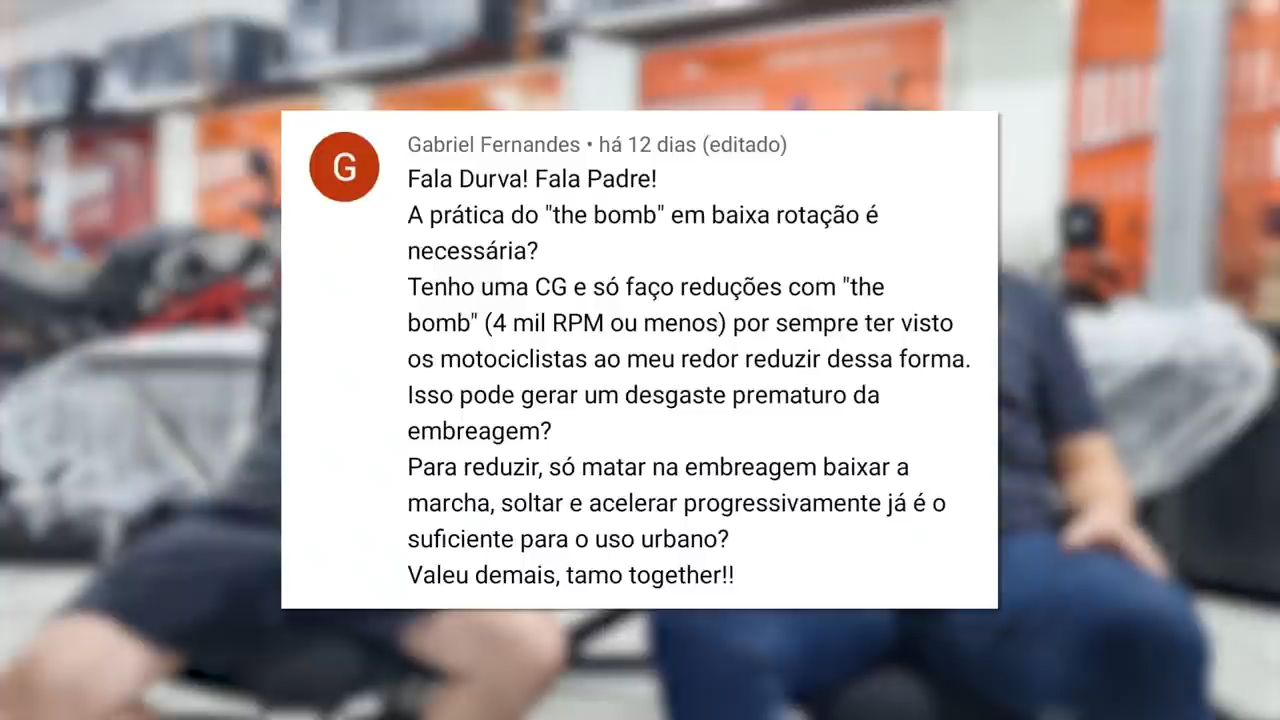 G
Gabriel Fernandes • há 12 dias (editado)
Fala Durva! Fala Padre!
A prática do "the bomb" em baixa rotação é
necessária?
Tenho uma CG e só faço reduções com "the
bomb" (4 mil RPM ou menos) por sempre ter visto
os motociclistas ao meu redor reduzir dessa forma.
Isso pode gerar um desgaste prematuro da
embreagem?
Para reduzir, só matar na embreagem baixar a
marcha, soltar e acelerar progressivamente já é o
suficiente para o uso urbano?
Valeu demais, tamo together!!